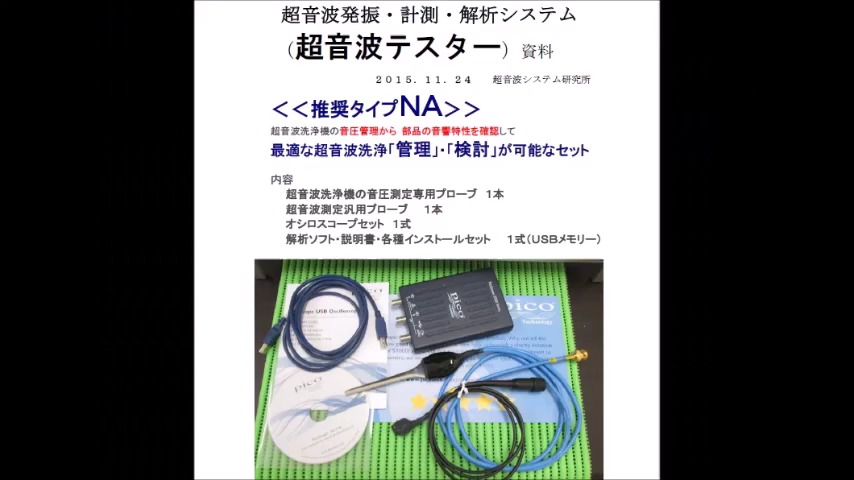 超音波発振・計測・解析システム
（超音波テスター）資料
２０１５．１１．２４　超音波システム研究所
＜＜推奨タイプNA＞＞
超音波洗浄機の音圧管理から 部品の音響特性を確認して
最適な超音波洗浄「管理」・「検討」が可能なセット
内容
超音波洗浄機の音圧測定専用プローブ　１本
超音波測定汎用プローブ　１本
オシロスコープセット　１式
解析ソフト・説明書・各種インストールセット　１式（USBメモリー）
pico
pico
Technology
USB Oscilloscope
pico